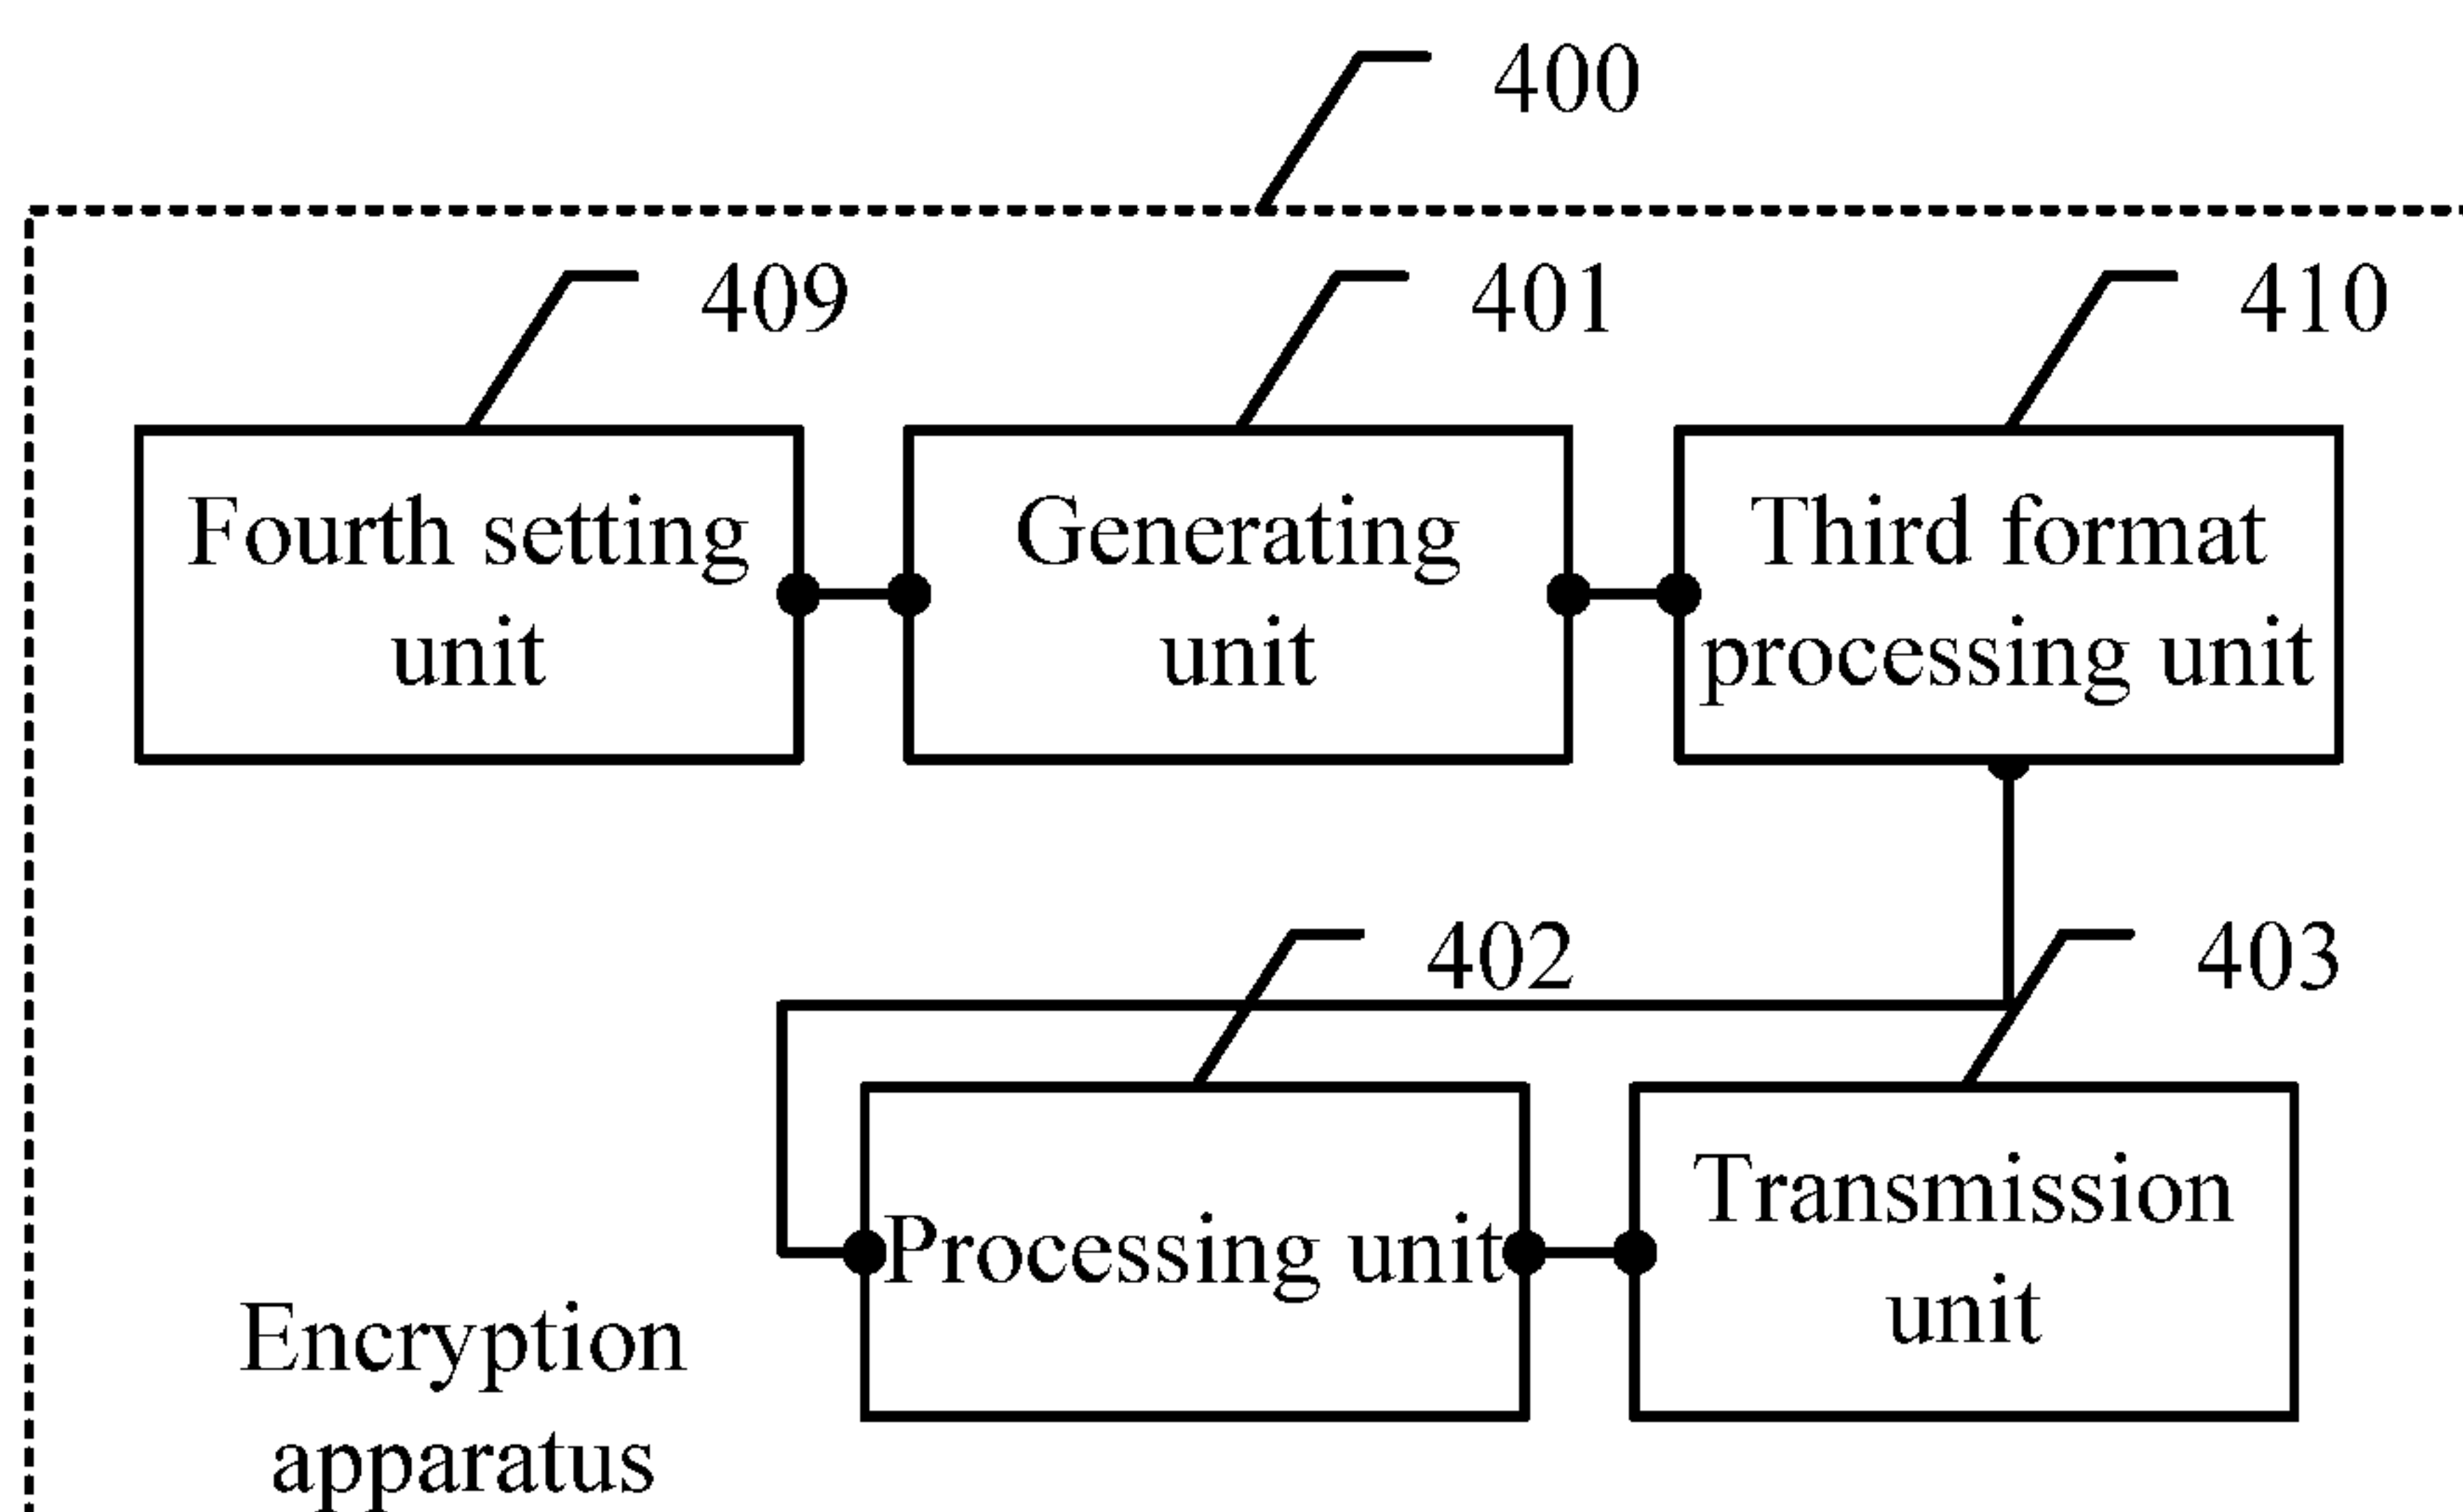 400
409
401
410
Fourth setting
unit
Generating
unit
Third format
processing unit
402
403
Processing unit
Transmission
unit
Encryption
apparatus